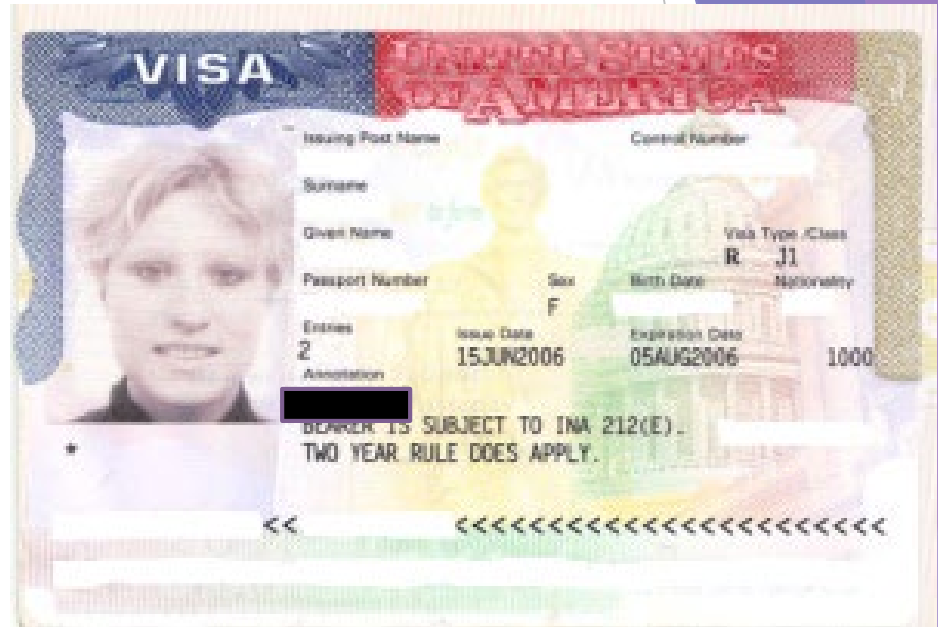 VISA
UNITED STATES
OF AMERICA
Issuing Post Name
Control Number
Surname
Given Name
Visa Type /Class
R J1
Passport Number
Sex
F
Birth Date
Nationality
Entries
2
Issue Date
15JUN2006
Expiration Date
05AUG2006
1000
Annotation
BEARER IS SUBJECT TO INA 212(E).
TWO YEAR RULE DOES APPLY.
*
<<
<<<<<<<<<<<<<<<<<<<<<<<<